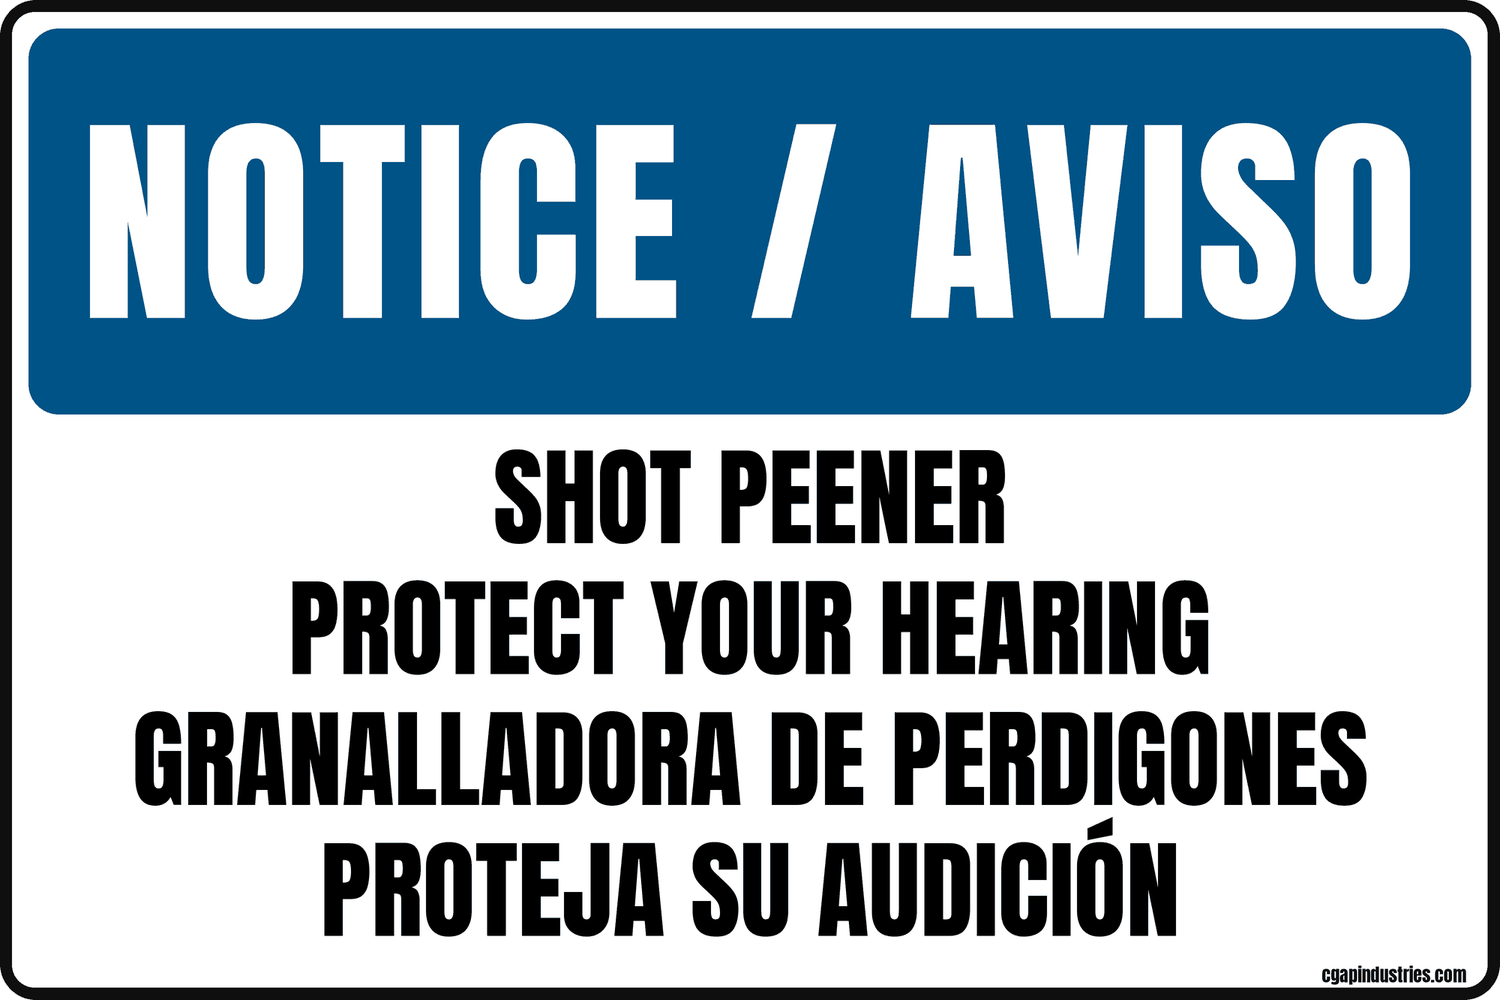 NOTICE / AVISO
SHOT PEENER
PROTECT YOUR HEARING
GRANALLADORA DE PERDIGONES
PROTEJA SU AUDICIÓN
cgapindustries.com